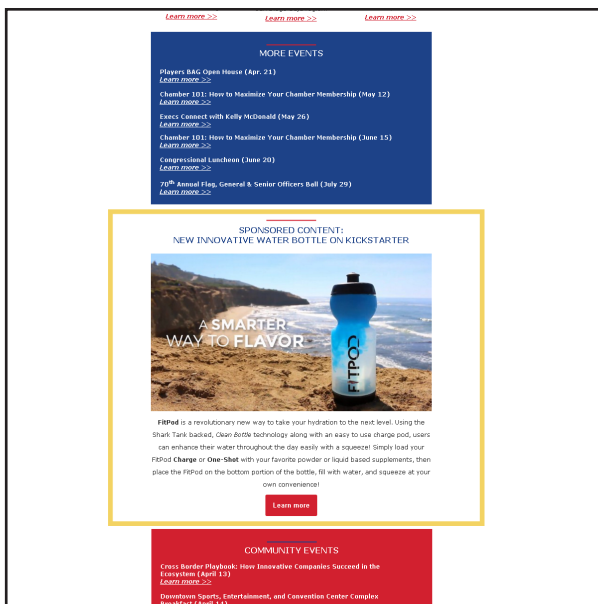 Learn more >>
Learn more >>
Learn more >>
MORE EVENTS
Players BAG Open House (Apr. 21)
Learn more >>
Chamber 101: How to Maximize Your Chamber Membership (May 12)
Learn more >>
Execs Connect with Kelly McDonald (May 26)
Learn more >>
Chamber 101: How to Maximize Your Chamber Membership (June 15)
Learn more >>
Congressional Luncheon (June 20)
Learn more >>
70th Annual Flag, General & Senior Officers Ball (July 29)
Learn more >>
SPONSORED CONTENT:
NEW INNOVATIVE WATER BOTTLE ON KICKSTARTER
A SMARTER
WAY TO FLAVOR
FITPOD
FitPod is a revolutionary new way to take your hydration to the next level. Using the
Shark Tank backed, Clean Bottle technology along with an easy to use charge pod, users
can enhance their water throughout the day easily with a squeeze! Simply load your
FitPod Charge or One-Shot with your favorite powder or liquid based supplements, then
place the FitPod on the bottom portion of the bottle, fill with water, and squeeze at your
own convenience!
Learn more
COMMUNITY EVENTS
Cross Border Playbook: How Innovative Companies Succeed in the
Ecosystem (April 13)
Learn more >>
Downtown Sports, Entertainment, and Convention Center Complex
Breakfast (April 14)